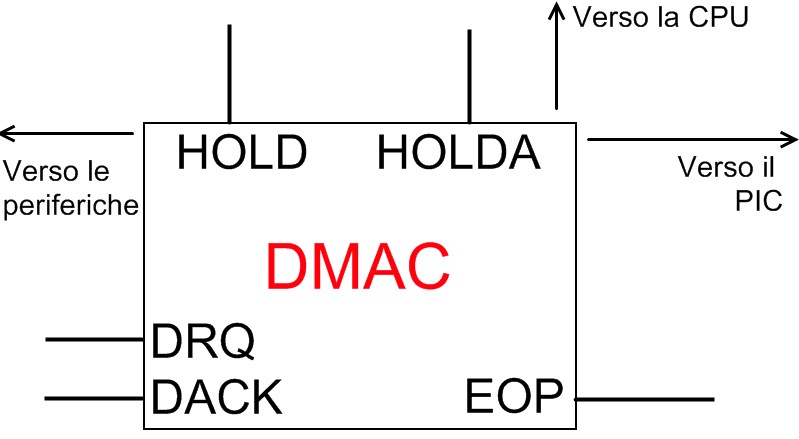 Verso la CPU
HOLD HOLDA
Verso le
periferiche
Verso il
PIC
DMAC
DRQ
DACK
EOP